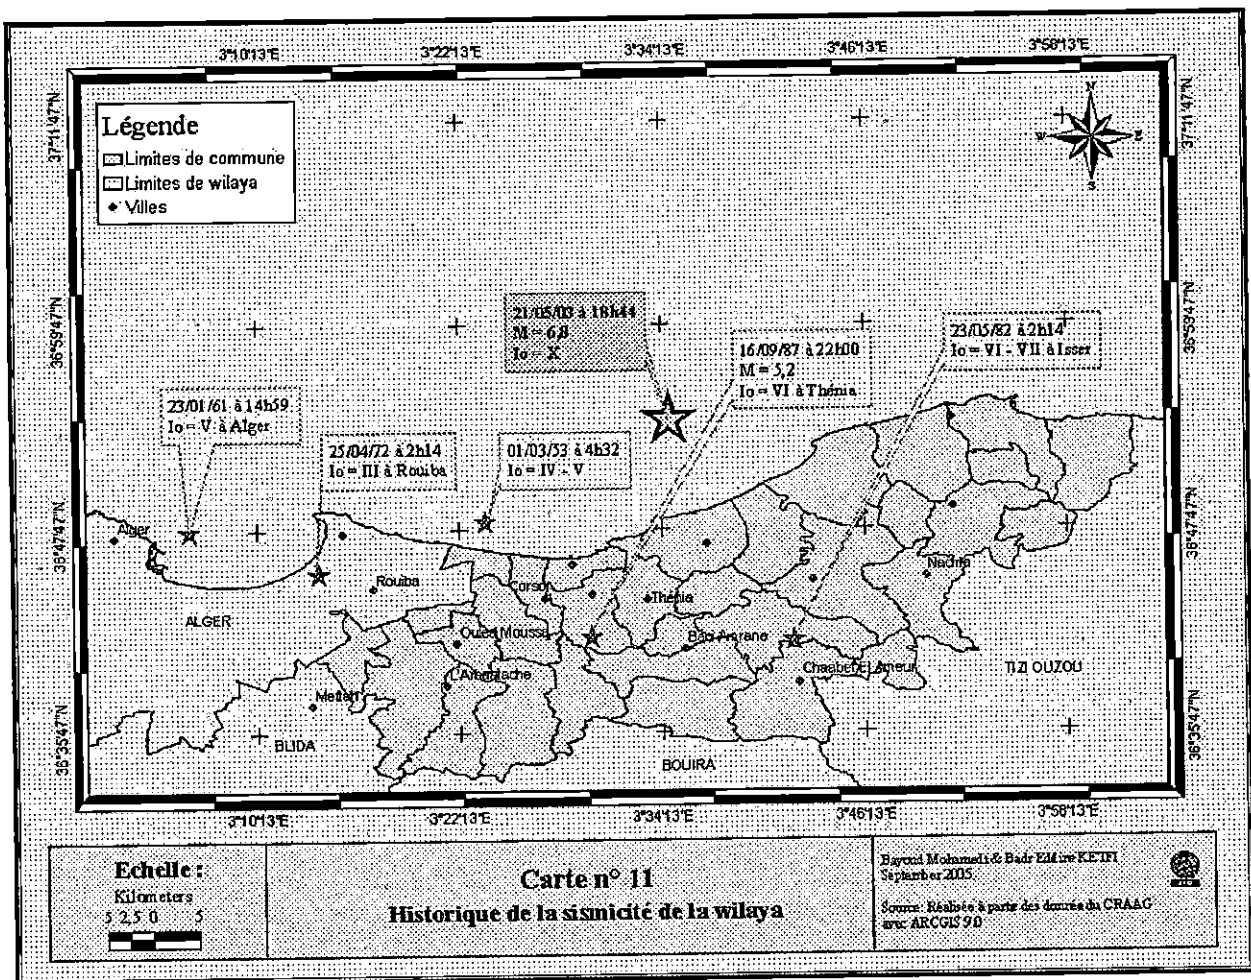 3°10'13"E
3°22'13"E
3°34'13"E
3°46'13"E
3°58'13"E
37°11'47"N
37°11'47"N
Légende
Limites de commune
Limites de wilaya
Villes
N
W
E
S
36°59'47"N
36°59'47"N
21/05/03 à 18h44
M = 6,8
Io = X
16/09/87 à 22h00
M = 5,2
Io = VI à Thénia
23/05/82 à 2h14
Io = VI - VII à Isser
23/01/61 à 14h59
Io = V à Alger
25/04/72 à 2h14
Io = III à Rouiba
01/03/53 à 4h32
Io = IV - V
36°47'47"N
36°47'47"N
Alger
Rouiba
Corso
Thénia
Naciria
ALGER
Ouled Moussa
Béni Amrane
L'Arbatache
Chaabet El Ameur
TIZI OUZOU
Meftah
BLIDA
BOUIRA
36°35'47"N
36°35'47"N
3°10'13"E
3°22'13"E
3°34'13"E
3°46'13"E
3°58'13"E
Echelle :
Kilometers
5 2,5 0 5
Carte n° 11
Historique de la sismicité de la wilaya
Mohamed & Badr KETFI
September 2005
Source: Réalisée à partir des donnés du CRAAG
avec ARCGIS 9.0